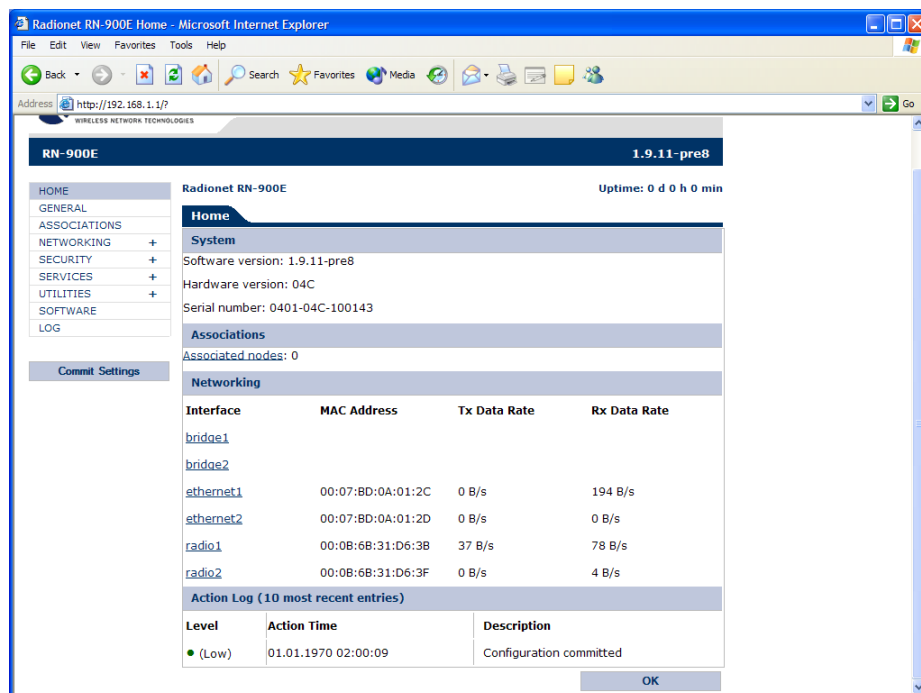 Radionet RN-900E Home - Microsoft Internet Explorer
File Edit View Favorites Tools Help
Back Search Favorites Media
Address http://192.168.1.1/? Go
WIRELESS NETWORK TECHNOLOGIES
RN-900E 1.9.11-pre8
HOME
GENERAL
ASSOCIATIONS
NETWORKING +
SECURITY +
SERVICES +
UTILITIES +
SOFTWARE
LOG
Commit Settings
Radionet RN-900E Uptime: 0 d 0 h 0 min
Home
System
Software version: 1.9.11-pre8
Hardware version: 04C
Serial number: 0401-04C-100143
Associations
Associated nodes: 0
Networking
Interface MAC Address Tx Data Rate Rx Data Rate
bridge1
bridge2
ethernet1 00:07:BD:0A:01:2C 0 B/s 194 B/s
ethernet2 00:07:BD:0A:01:2D 0 B/s 0 B/s
radio1 00:0B:6B:31:D6:3B 37 B/s 78 B/s
radio2 00:0B:6B:31:D6:3F 0 B/s 4 B/s
Action Log (10 most recent entries)
Level Action Time Description
(Low) 01.01.1970 02:00:09 Configuration committed
OK